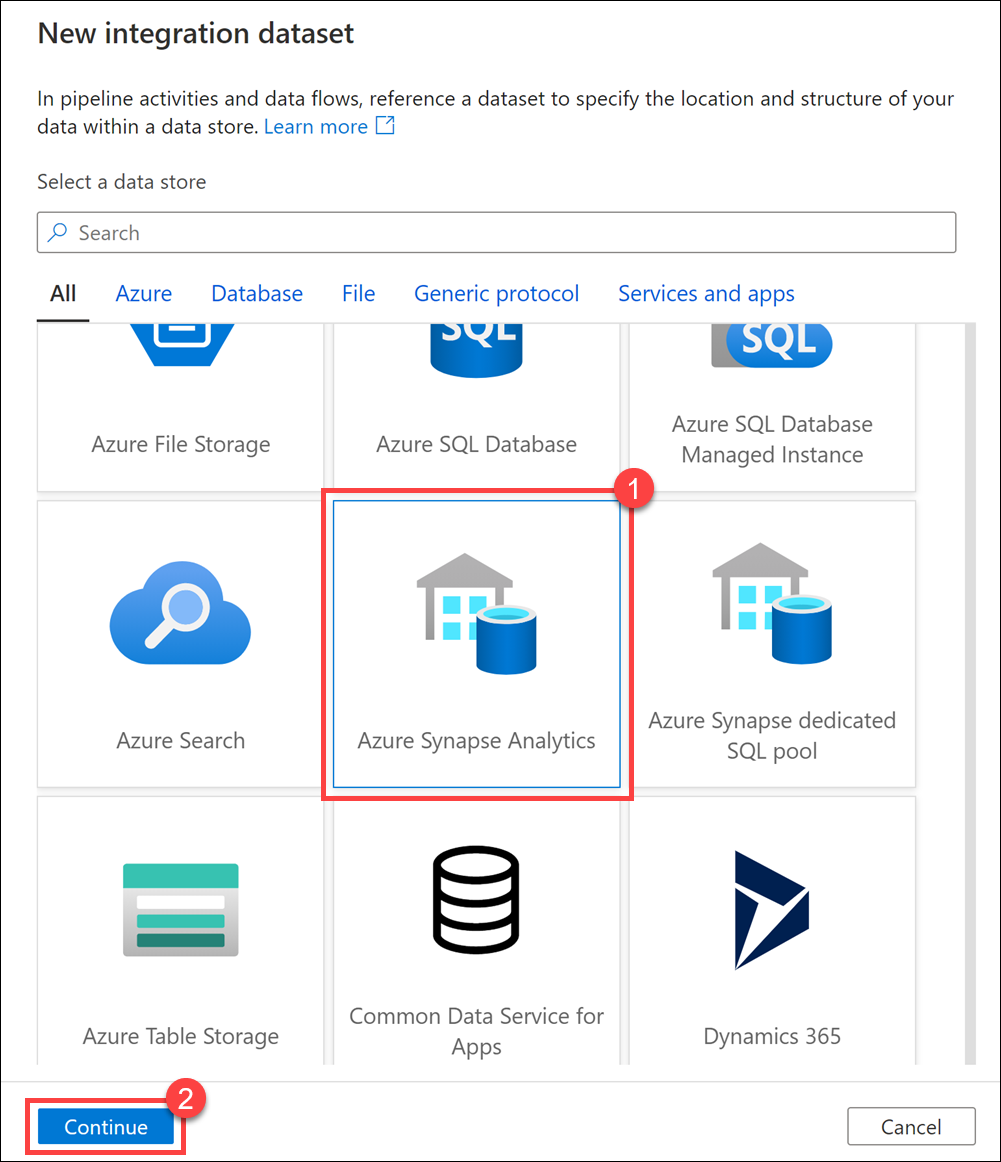 New integration dataset
In pipeline activities and data flows, reference a dataset to specify the location and structure of your
data within a data store. Learn more
Select a data store
Search
All Azure Database File Generic protocol Services and apps
SQL
SQL
Azure File Storage
Azure SQL Database
Azure SQL Database
Managed Instance
1
Azure Search
Azure Synapse Analytics
Azure Synapse dedicated
SQL pool
Azure Table Storage
Common Data Service for
Apps
Dynamics 365
2
Continue
Cancel